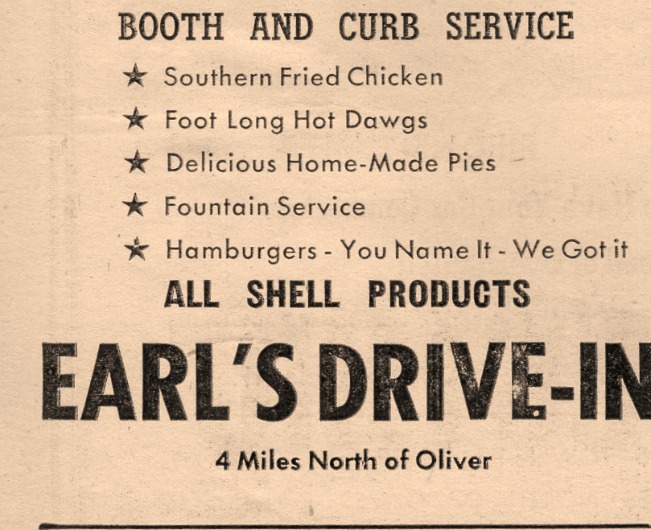 BOOTH AND CURB SERVICE
★ Southern Fried Chicken
★ Foot Long Hot Dawgs
★ Delicious Home-Made Pies
★ Fountain Service
★ Hamburgers - You Name It - We Got it
ALL SHELL PRODUCTS
EARL'S DRIVE-IN
4 Miles North of Oliver